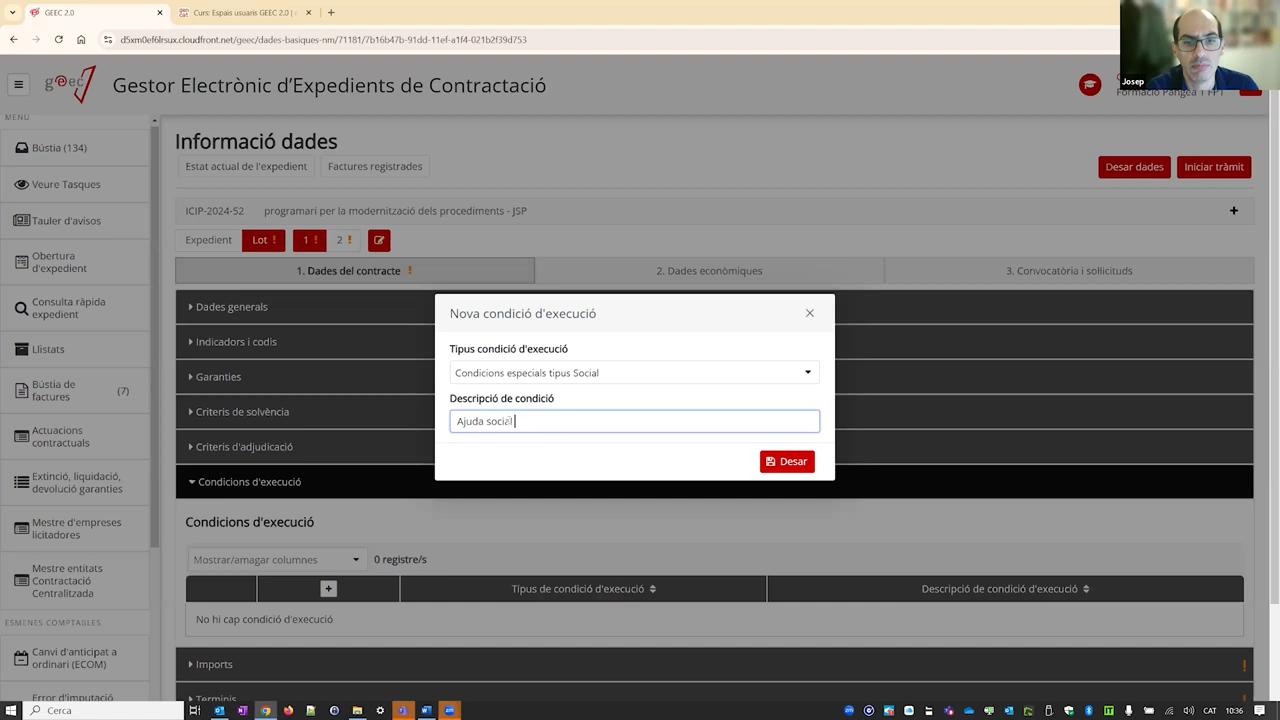 GEEC 2.0
Curs: Espais usuaris GEEC 2.0 |
d5xm0ef6lrsux.cloudfront.net/geec/dades-basiques-nm/71181/7b16b47b-91dd-11ef-a1f4-021b2f39d753
Josep
geec
Gestor Electrònic d'Expedients de Contractació
Formació Pangea 1 FPT
MENÚ
Bústia (134)
Veure Tasques
Tauler d'avisos
Obertura
d'expedient
Consulta ràpida
expedient
Llistats
Bústia de
factures
(7)
Actuacions
contractuals
Extinció, liquidació,
devolució garanties
Mestre d'empreses
licitadores
Mestre entitats
Contractació
Centralitzada
ESMENES COMPTABLES
Canvi d'anticipat a
ordinari (ECOM)
Error d'imputació
Informació dades
Estat actual de l'expedient Factures registrades
Desar dades Iniciar tràmit
ICIP-2024-52 programari per la modernització dels procediments - JSP +
Expedient Lot ! 1 ! 2 !
1. Dades del contracte ! 2. Dades econòmiques 3. Convocatòria i sol·licituds
Dades generals
Indicadors i codis
Garanties
Criteris de solvència
Criteris d'adjudicació
Condicions d'execució
Nova condició d'execució ×
Tipus condició d'execució
Condicions especials tipus Social
Descripció de condició
Ajuda social
Desar
Condicions d'execució
Mostrar/amagar columnes 0 registre/s
+ Tipus de condició d'execució Descripció de condició d'execució
No hi cap condició d'execució
Imports !
Terminis
Cerca
CAT 10:36